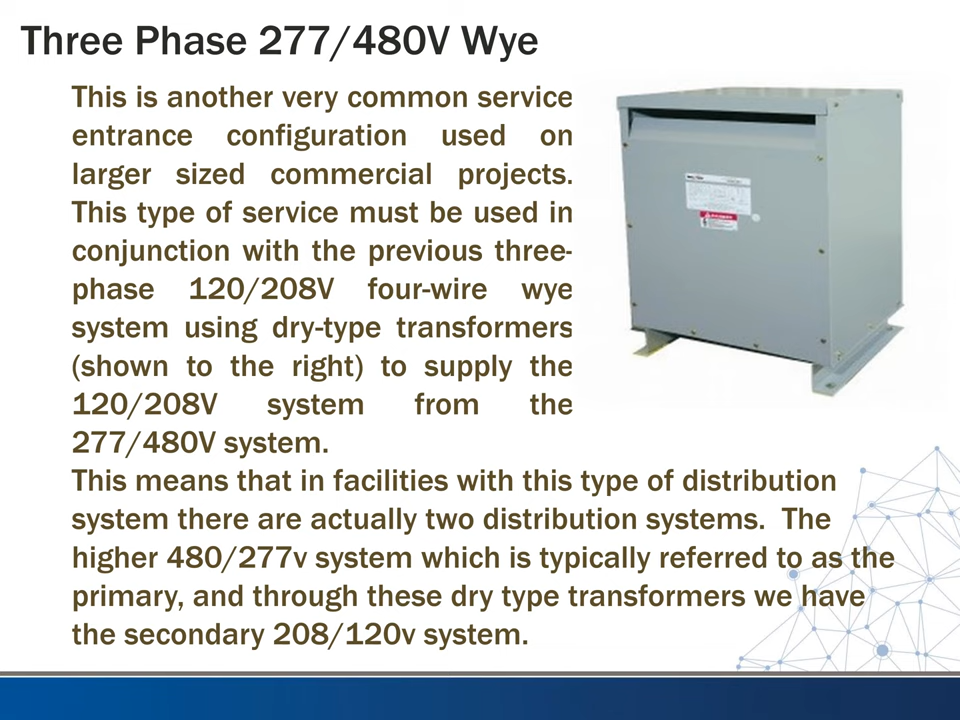 Three Phase 277/480V Wye
This is another very common service
entrance configuration used on
larger sized commercial projects.
This type of service must be used in
conjunction with the previous three-
phase 120/208V four-wire wye
system using dry-type transformers
(shown to the right) to supply the
120/208V system from the
277/480V system.
This means that in facilities with this type of distribution
system there are actually two distribution systems.  The
higher 480/277v system which is typically referred to as the
primary, and through these dry type transformers we have
the secondary 208/120v system.